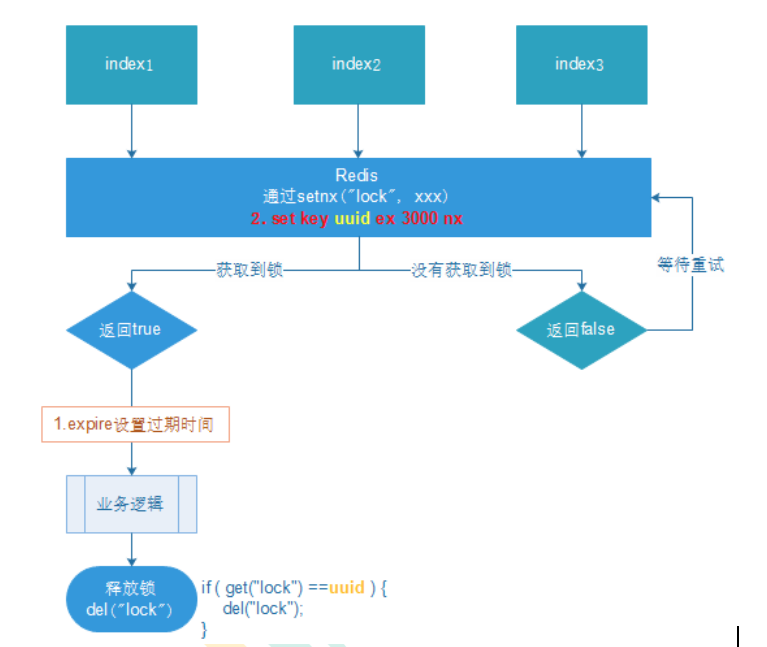 index1
index2
index3
Redis
通过setnx("lock", xxx)
2. set key uuid ex 3000 nx
获取到锁
没有获取到锁
等待重试
返回true
返回false
1.expire设置过期时间
业务逻辑
释放锁
del("lock")
if ( get("lock") ==uuid ) {
del("lock");
}